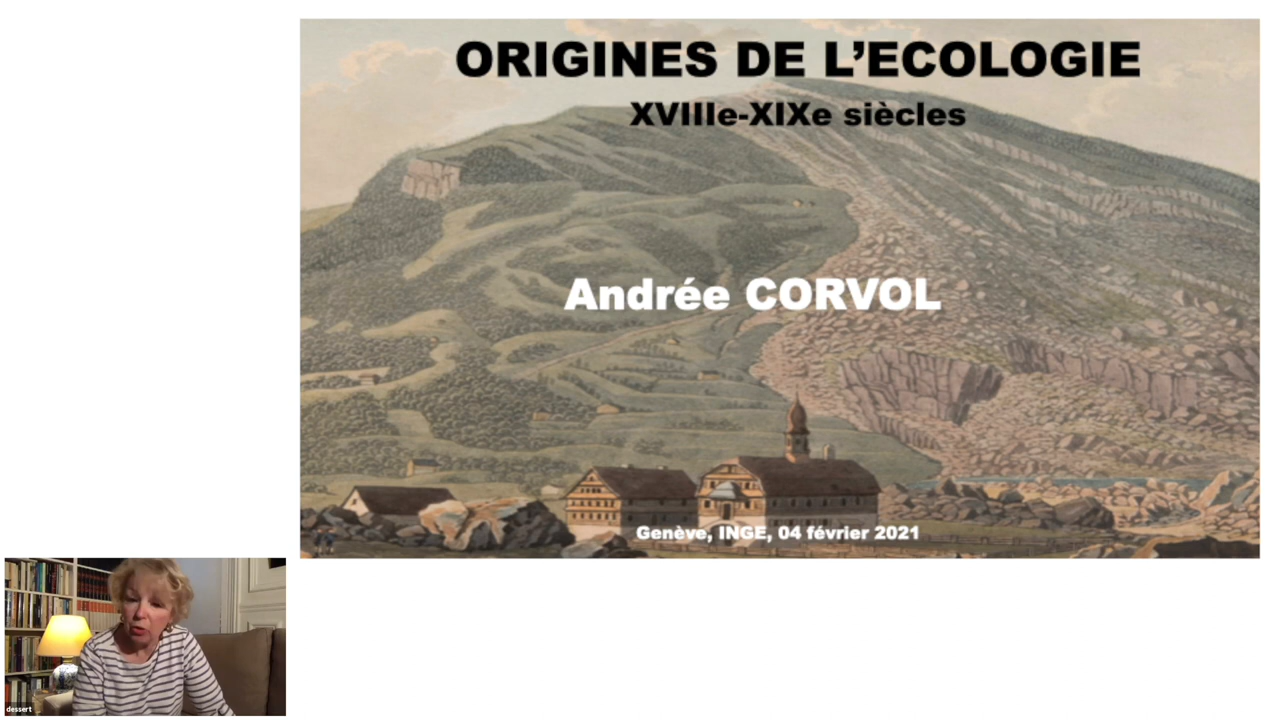 ORIGINES DE L’ECOLOGIE
XVIIIe-XIXe siècles
Andrée CORVOL
Genève, INGE, 04 février 2021
dessert